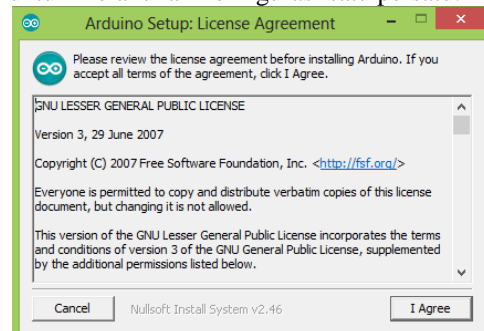 Arduino Setup: License Agreement
Please review the license agreement before installing Arduino. If you
accept all terms of the agreement, click I Agree.
GNU LESSER GENERAL PUBLIC LICENSE
Version 3, 29 June 2007
Copyright (C) 2007 Free Software Foundation, Inc. <http://fsf.org/>
Everyone is permitted to copy and distribute verbatim copies of this license
document, but changing it is not allowed.
This version of the GNU Lesser General Public License incorporates the terms
and conditions of version 3 of the GNU General Public License, supplemented
by the additional permissions listed below.
Cancel
Nullsoft Install System v2.46
I Agree